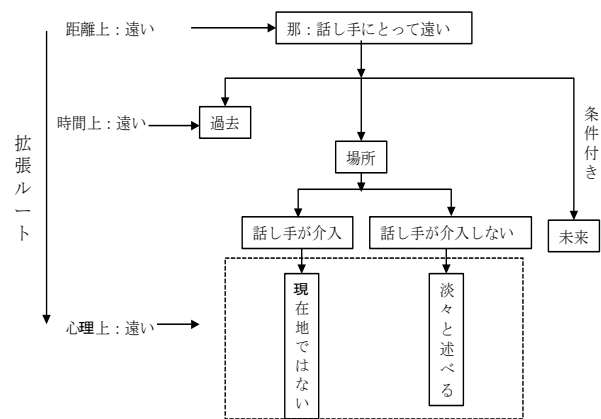 距離上：遠い
那：話し手にとって遠い
時間上：遠い
過去
場所
条件付き
拡張ルート
話し手が介入
話し手が介入しない
未来
心理上：遠い
現在地ではない
淡々と述べる